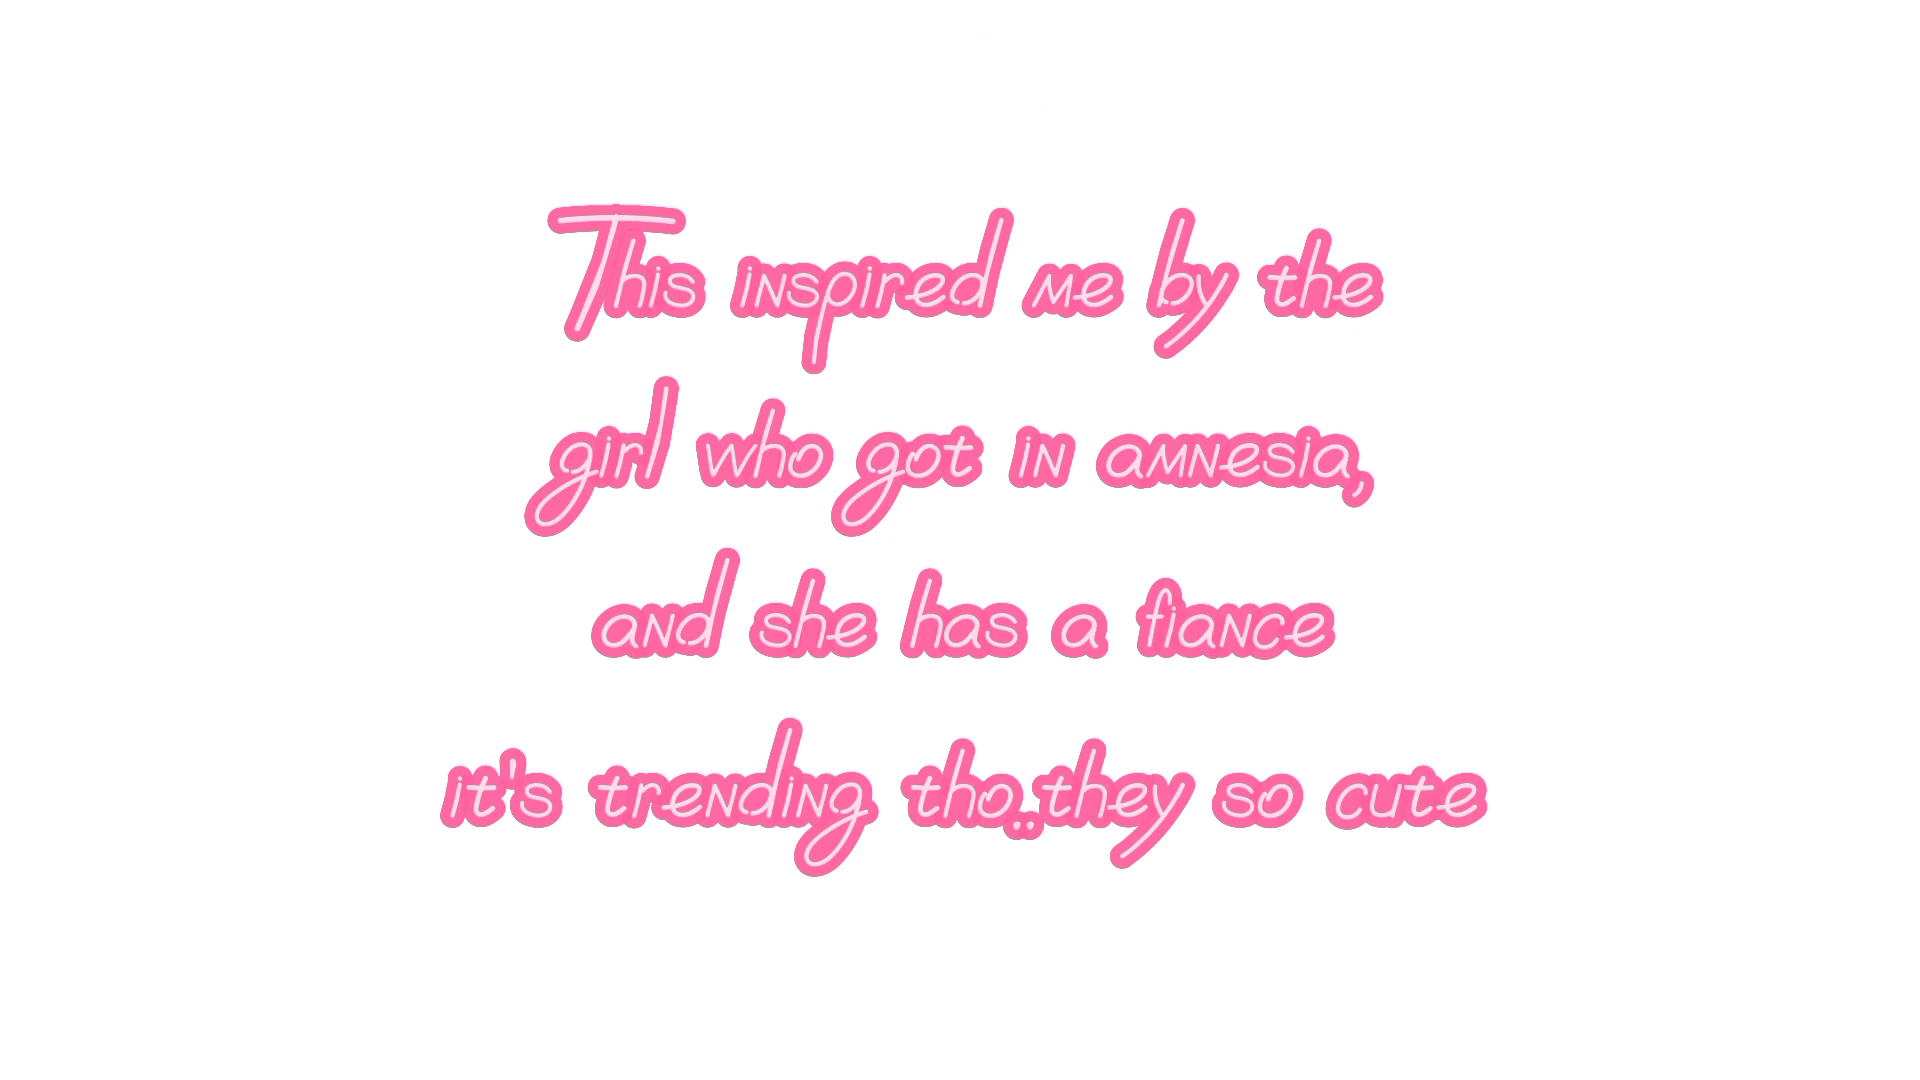 This inspired me by the
girl who got in amnesia,
and she has a fiance
it's trending tho..they so cute